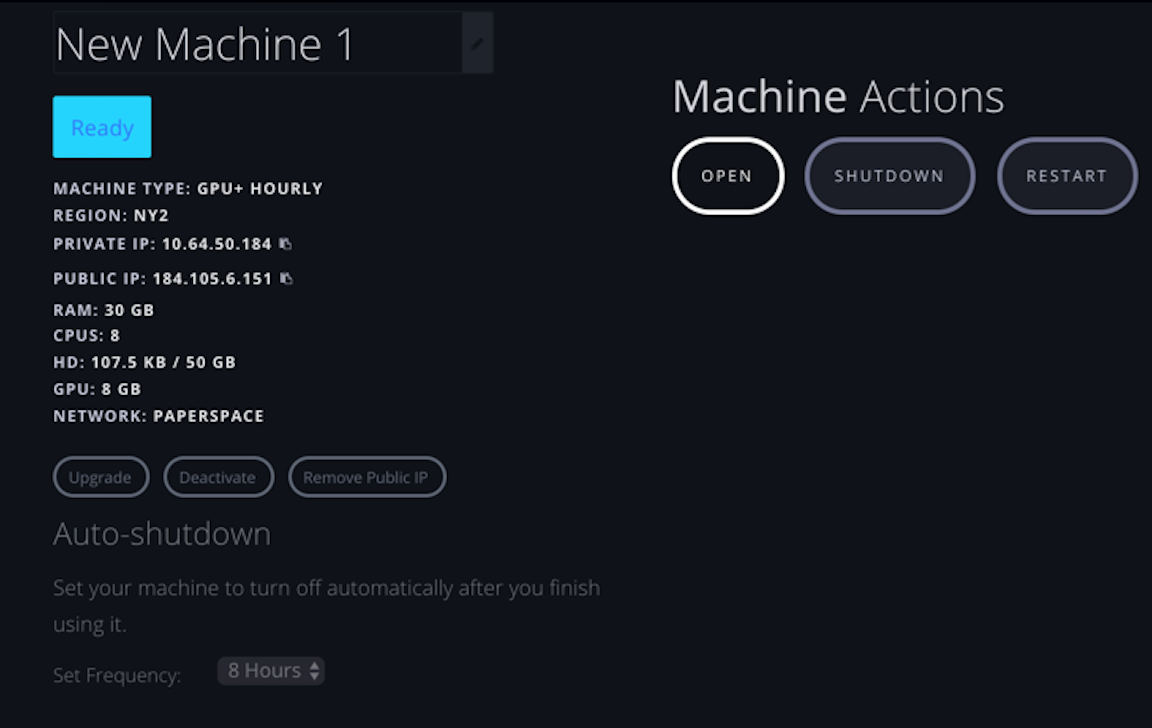 New Machine 1
Ready
MACHINE TYPE: GPU+ HOURLY
REGION: NY2
PRIVATE IP: 10.64.50.184
PUBLIC IP: 184.105.6.151
RAM: 30 GB
CPUS: 8
HD: 107.5 KB / 50 GB
GPU: 8 GB
NETWORK: PAPERSPACE
Upgrade Deactivate Remove Public IP
Auto-shutdown
Set your machine to turn off automatically after you finish
using it.
Set Frequency: 8 Hours
Machine Actions
OPEN SHUTDOWN RESTART